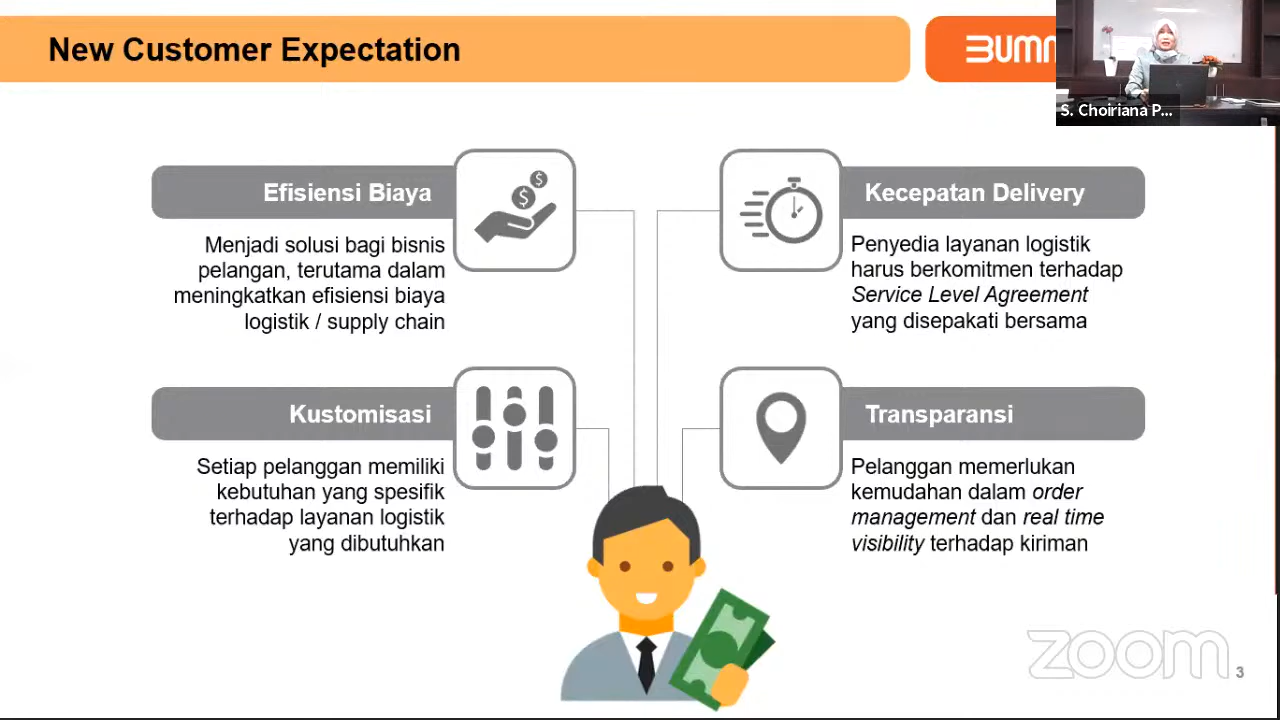 New Customer Expectation
S. Choiriana P...
Efisiensi Biaya
Menjadi solusi bagi bisnis
pelangan, terutama dalam
meningkatkan efisiensi biaya
logistik / supply chain
Kecepatan Delivery
Penyedia layanan logistik
harus berkomitmen terhadap
Service Level Agreement
yang disepakati bersama
Kustomisasi
Setiap pelanggan memiliki
kebutuhan yang spesifik
terhadap layanan logistik
yang dibutuhkan
Transparansi
Pelanggan memerlukan
kemudahan dalam order
management dan real time
visibility terhadap kiriman
zoom
3